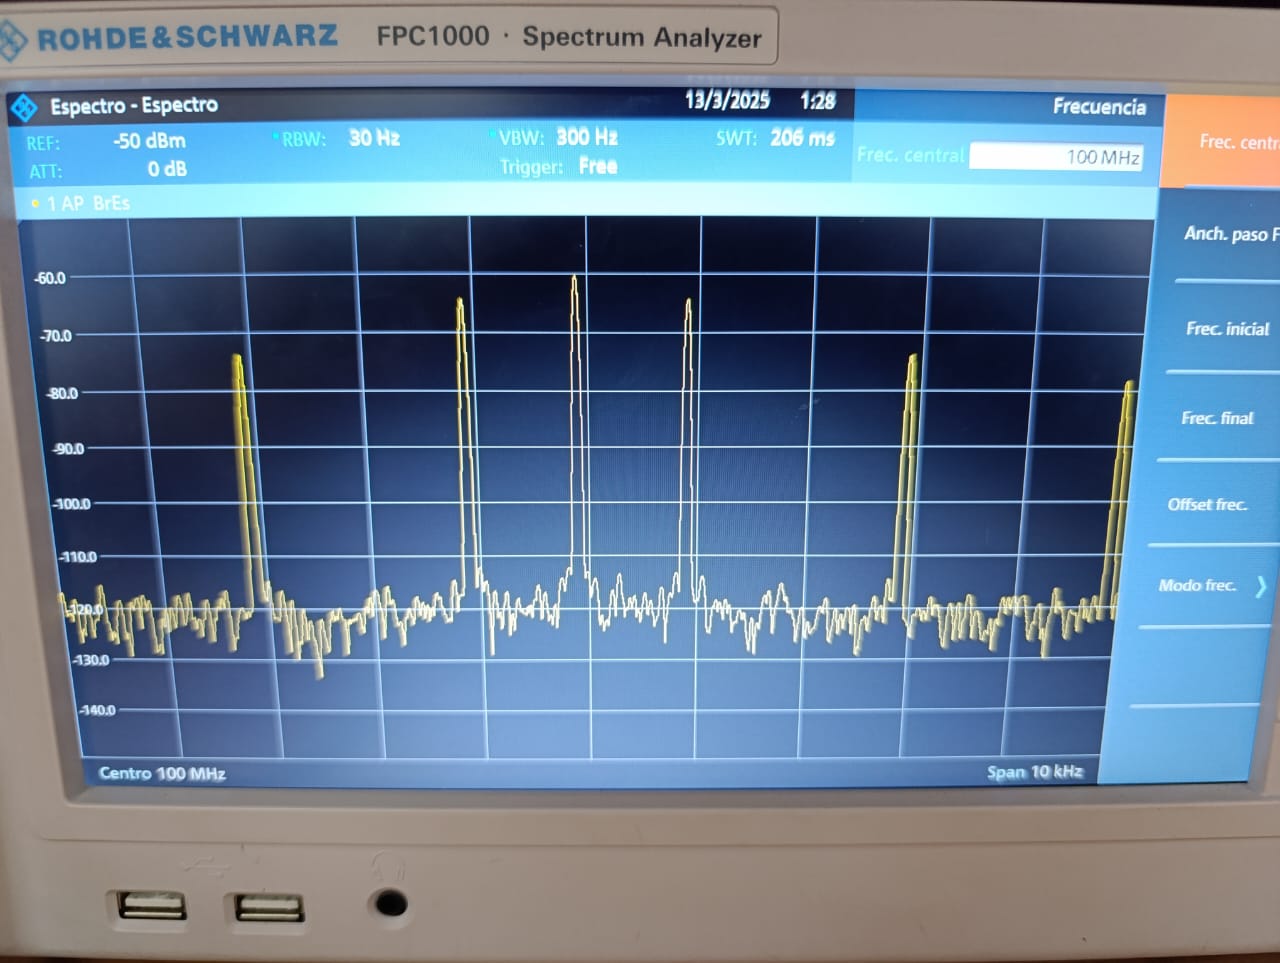 ROHDE&SCHWARZ FPC1000 · Spectrum Analyzer
Espectro - Espectro 13/3/2025 1:28 Frecuencia
REF: -50 dBm RBW: 30 Hz VBW: 300 Hz SWT: 206 ms
ATT: 0 dB Trigger: Free
Frec. central 100 MHz
1 AP BrEs
Frec. centr
Anch. paso F
Frec. inicial
Frec. final
Offset frec.
Modo frec.
-60.0
-70.0
-80.0
-90.0
-100.0
-110.0
-120.0
-130.0
-140.0
Centro 100 MHz Span 10 kHz